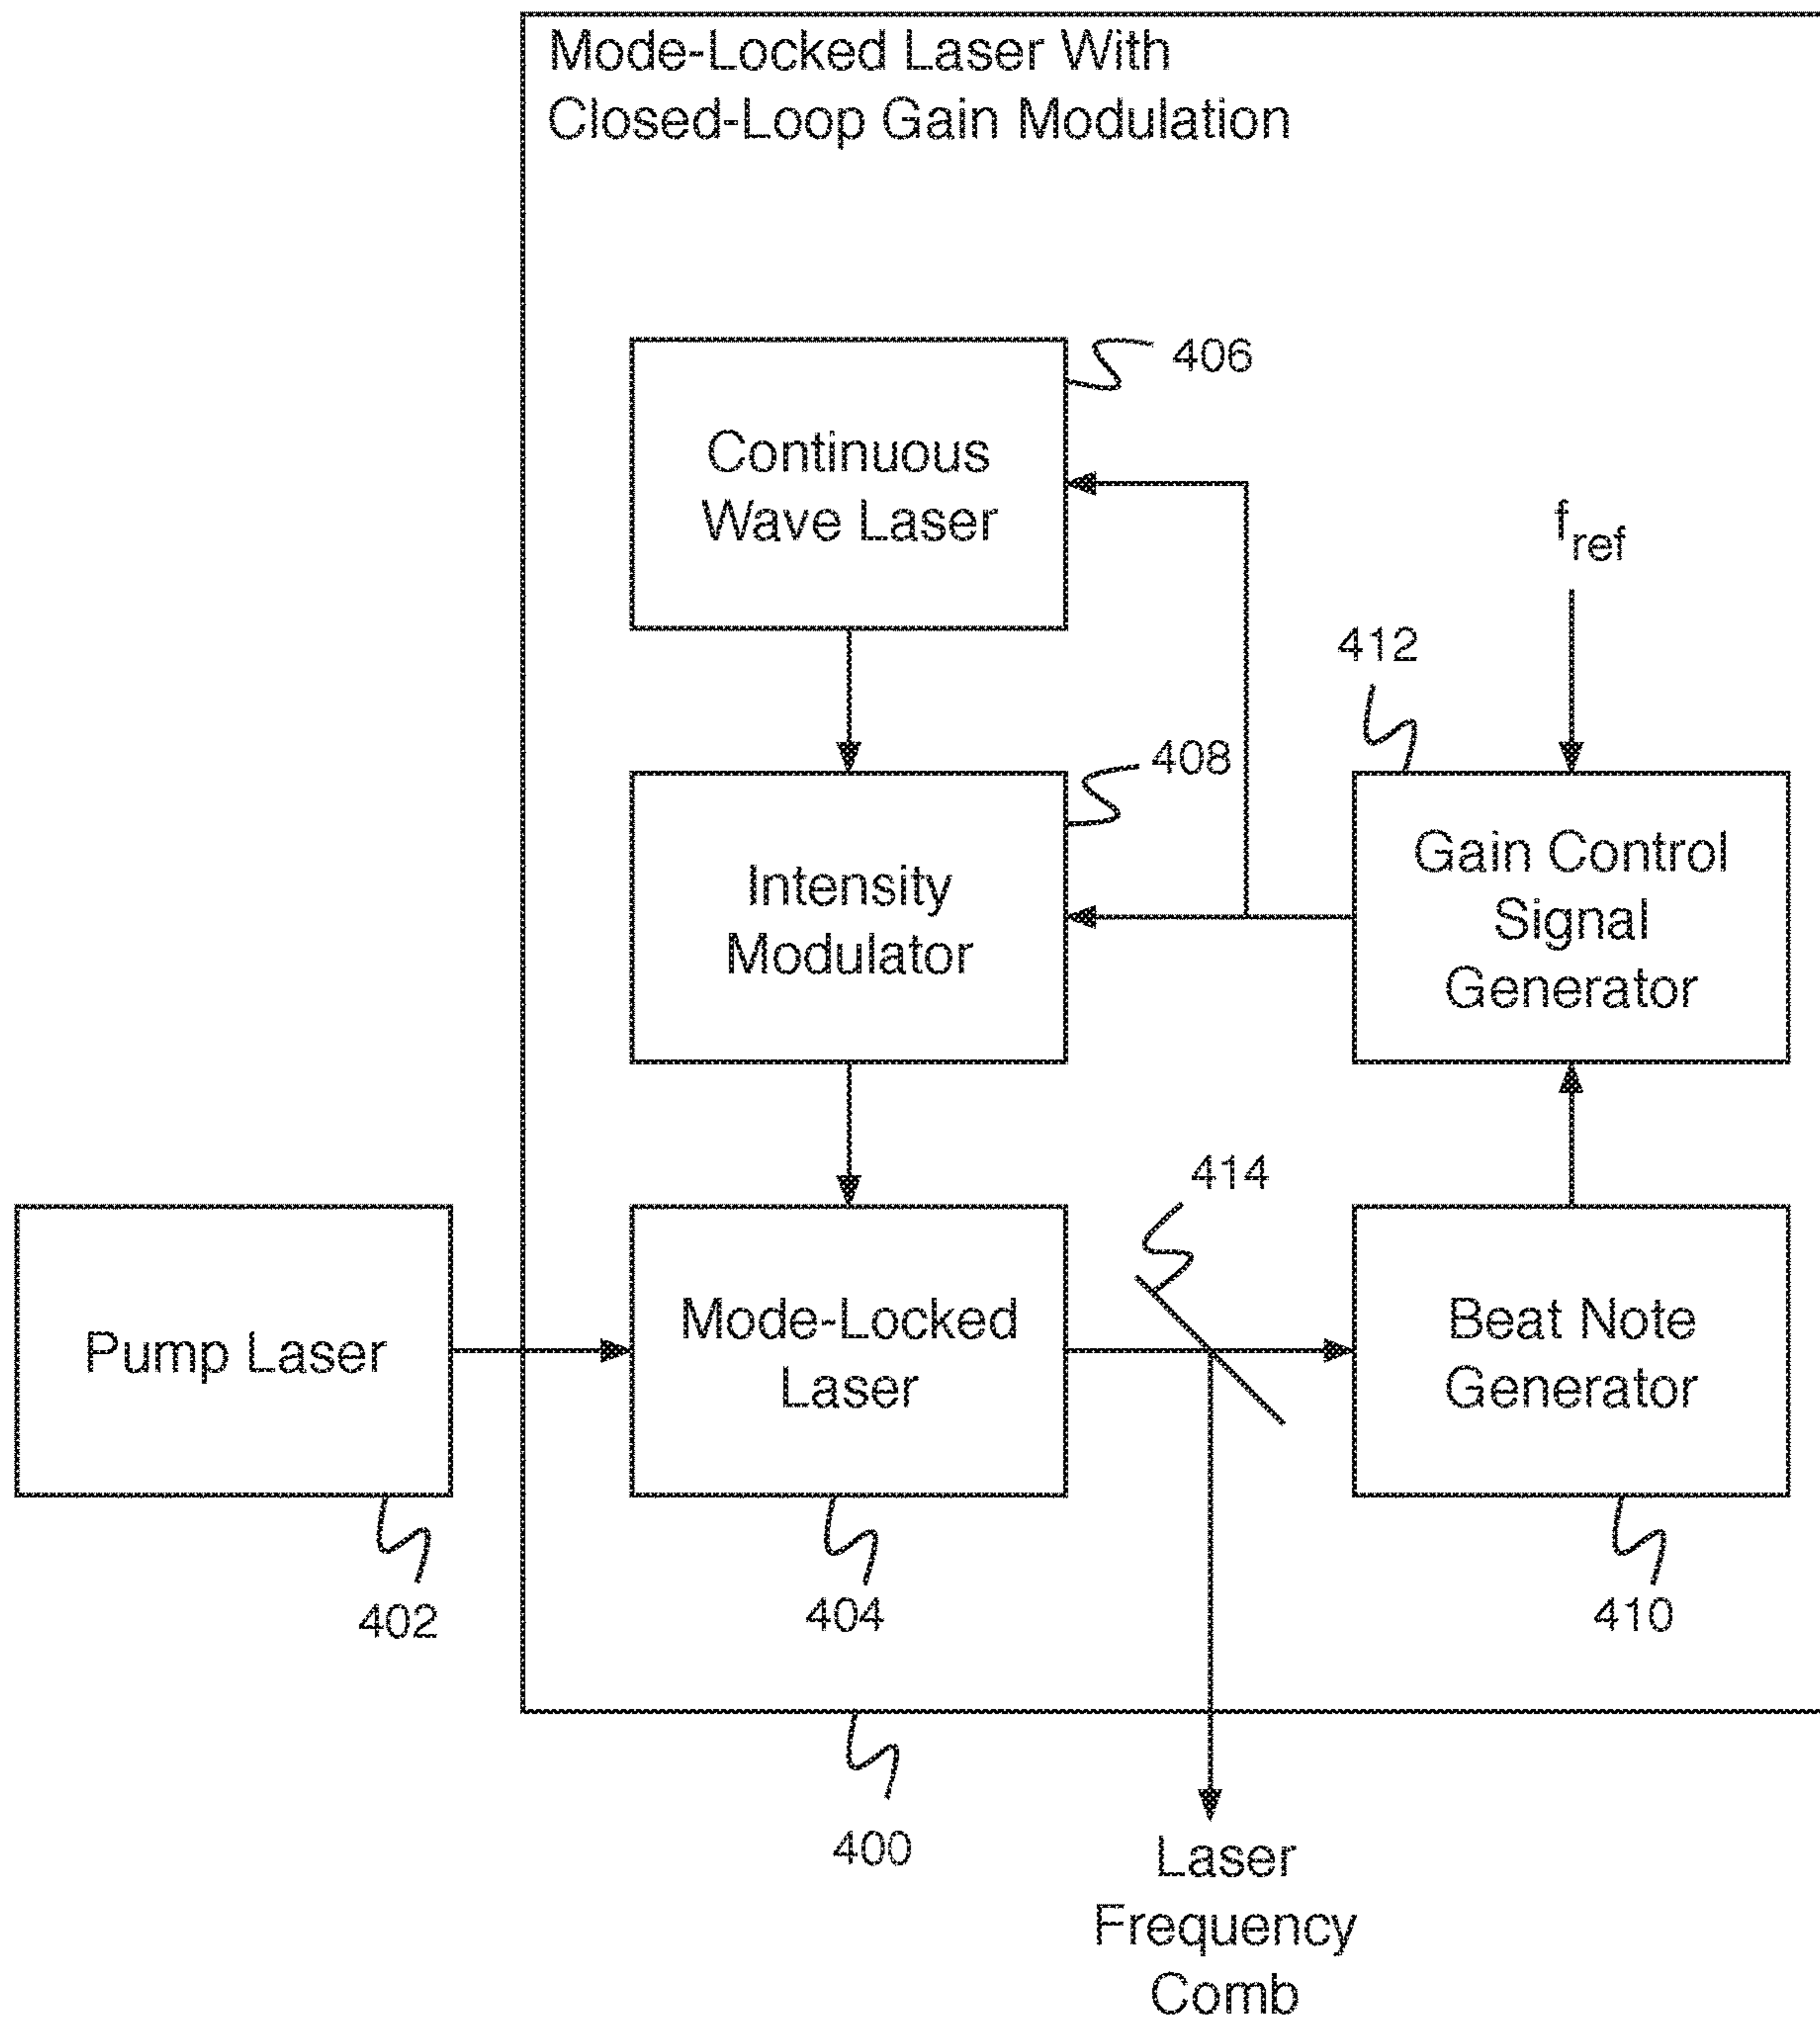 Mode-Locked Laser With
Closed-Loop Gain Modulation
406
Continuous
Wave Laser
fref
412
408
Intensity
Modulator
Gain Control
Signal
Generator
414
Pump Laser
Mode-Locked
Laser
Beat Note
Generator
402
404
410
400
Laser
Frequency
Comb